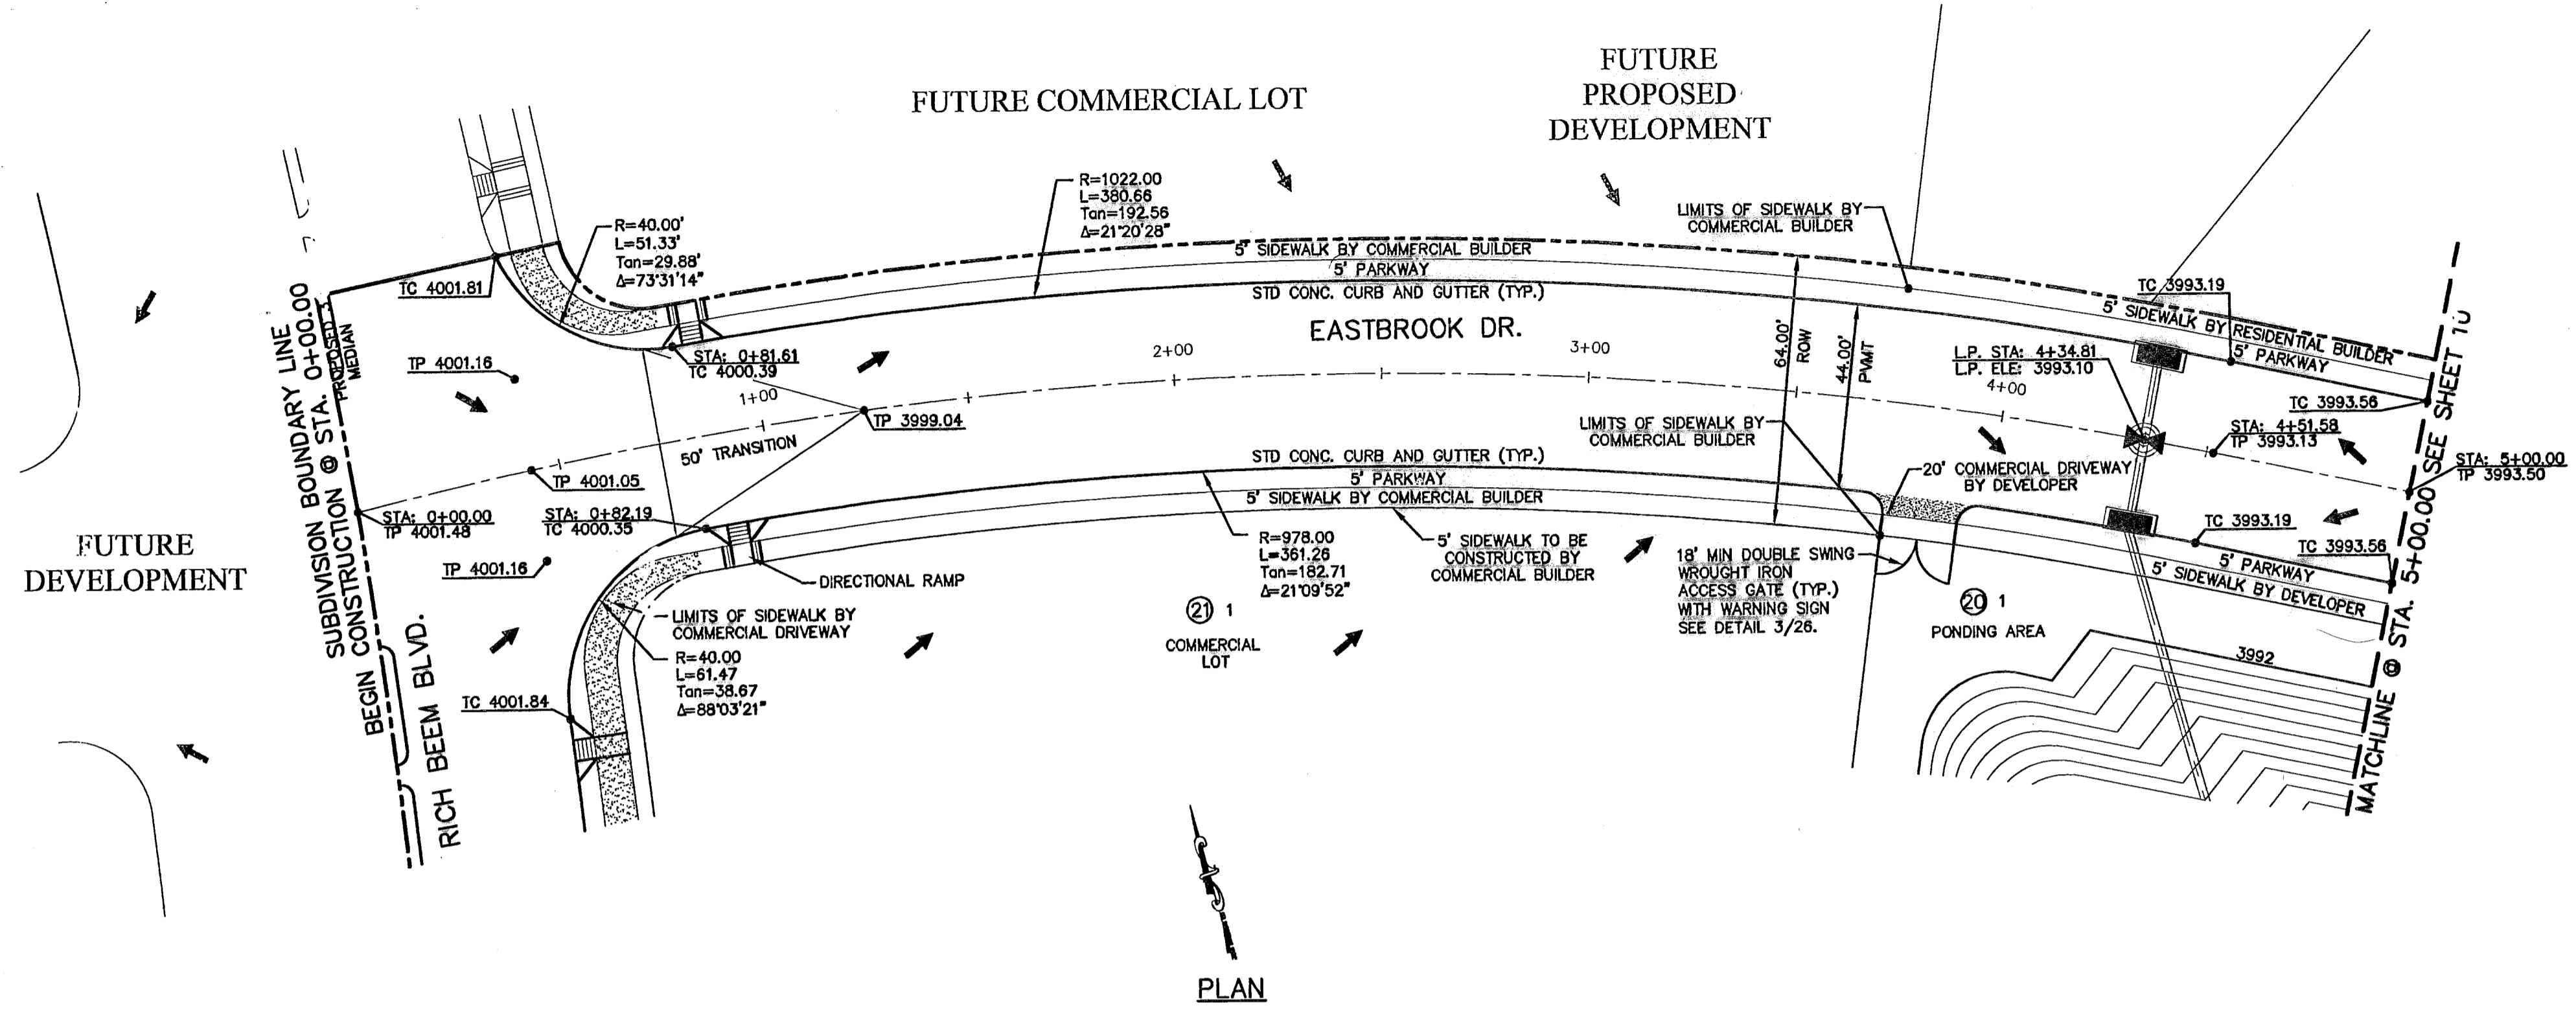 FUTURE COMMERCIAL LOT
FUTURE
PROPOSED
DEVELOPMENT
R=1022.00
L=380.66
Tan=192.56
Δ=21°20'28"
LIMITS OF SIDEWALK BY
COMMERCIAL BUILDER
R=40.00'
L=51.33'
Tan=29.88'
Δ=73°31'14"
TC 4001.81
5' SIDEWALK BY COMMERCIAL BUILDER
5' PARKWAY
STD CONC. CURB AND GUTTER (TYP.)
EASTBROOK DR.
TC 3993.19
5' SIDEWALK BY RESIDENTIAL BUILDER
5' PARKWAY
SUBDIVISION BOUNDARY LINE
BEGIN CONSTRUCTION @ STA. 0+00.00
PROPOSED
MEDIAN
TP 4001.16
STA: 0+81.61
TC 4000.39
1+00
2+00
3+00
4+00
64.00'
ROW
44.00'
PVMT
L.P. STA: 4+34.81
L.P. ELE: 3993.10
TC 3993.56
TP 3999.04
50' TRANSITION
LIMITS OF SIDEWALK BY
COMMERCIAL BUILDER
STA: 4+51.58
TP 3993.13
STA: 5+00.00
TP 3993.50
TP 4001.05
STD CONC. CURB AND GUTTER (TYP.)
5' PARKWAY
5' SIDEWALK BY COMMERCIAL BUILDER
20' COMMERCIAL DRIVEWAY
BY DEVELOPER
STA: 0+00.00
TP 4001.48
STA: 0+82.19
TC 4000.35
TC 3993.19
TC 3993.56
FUTURE
DEVELOPMENT
TP 4001.16
DIRECTIONAL RAMP
R=978.00
L=361.26
Tan=182.71
Δ=21°09'52"
5' SIDEWALK TO BE
CONSTRUCTED BY
COMMERCIAL BUILDER
18' MIN DOUBLE SWING
WROUGHT IRON
ACCESS GATE (TYP.)
WITH WARNING SIGN
SEE DETAIL 3/26.
5' PARKWAY
5' SIDEWALK BY DEVELOPER
LIMITS OF SIDEWALK BY
COMMERCIAL DRIVEWAY
R=40.00
L=61.47
Tan=38.67
Δ=88°03'21"
21 1
COMMERCIAL
LOT
20 1
PONDING AREA
3992
TC 4001.84
RICH BEEM BLVD.
MATCHLINE @ STA. 5+00.00 SEE SHEET 10
PLAN